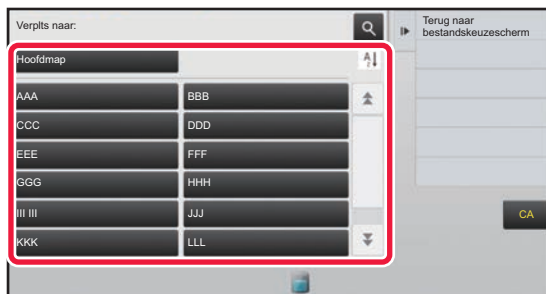 Verplts naar:
Terug naar
bestandskeuzescherm
Hoofdmap
AAA
BBB
CCC
DDD
EEE
FFF
GGG
HHH
III III
JJJ
CA
KKK
LLL